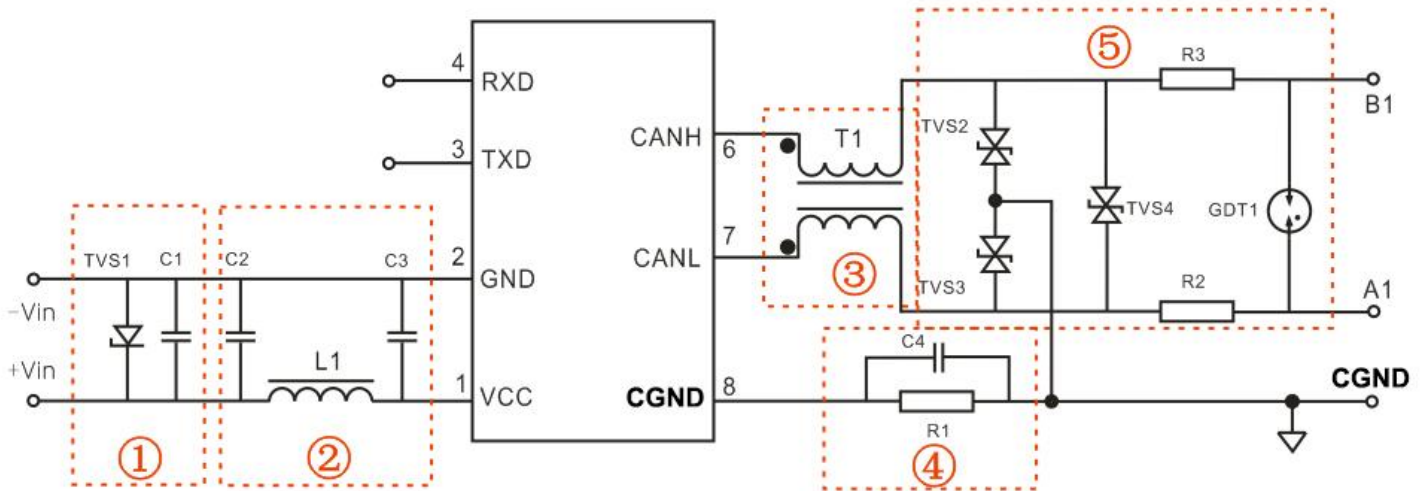 ⑤
R3
B1
4
RXD
TVS2
CANH
6
T1
3
TXD
TVS4
GDT1
7
CANL
③
TVS3
TVS1
C1
C2
C3
2
GND
R2
A1
−Vin
+Vin
L1
1
VCC
C4
CGND
8
CGND
R1
①
②
④